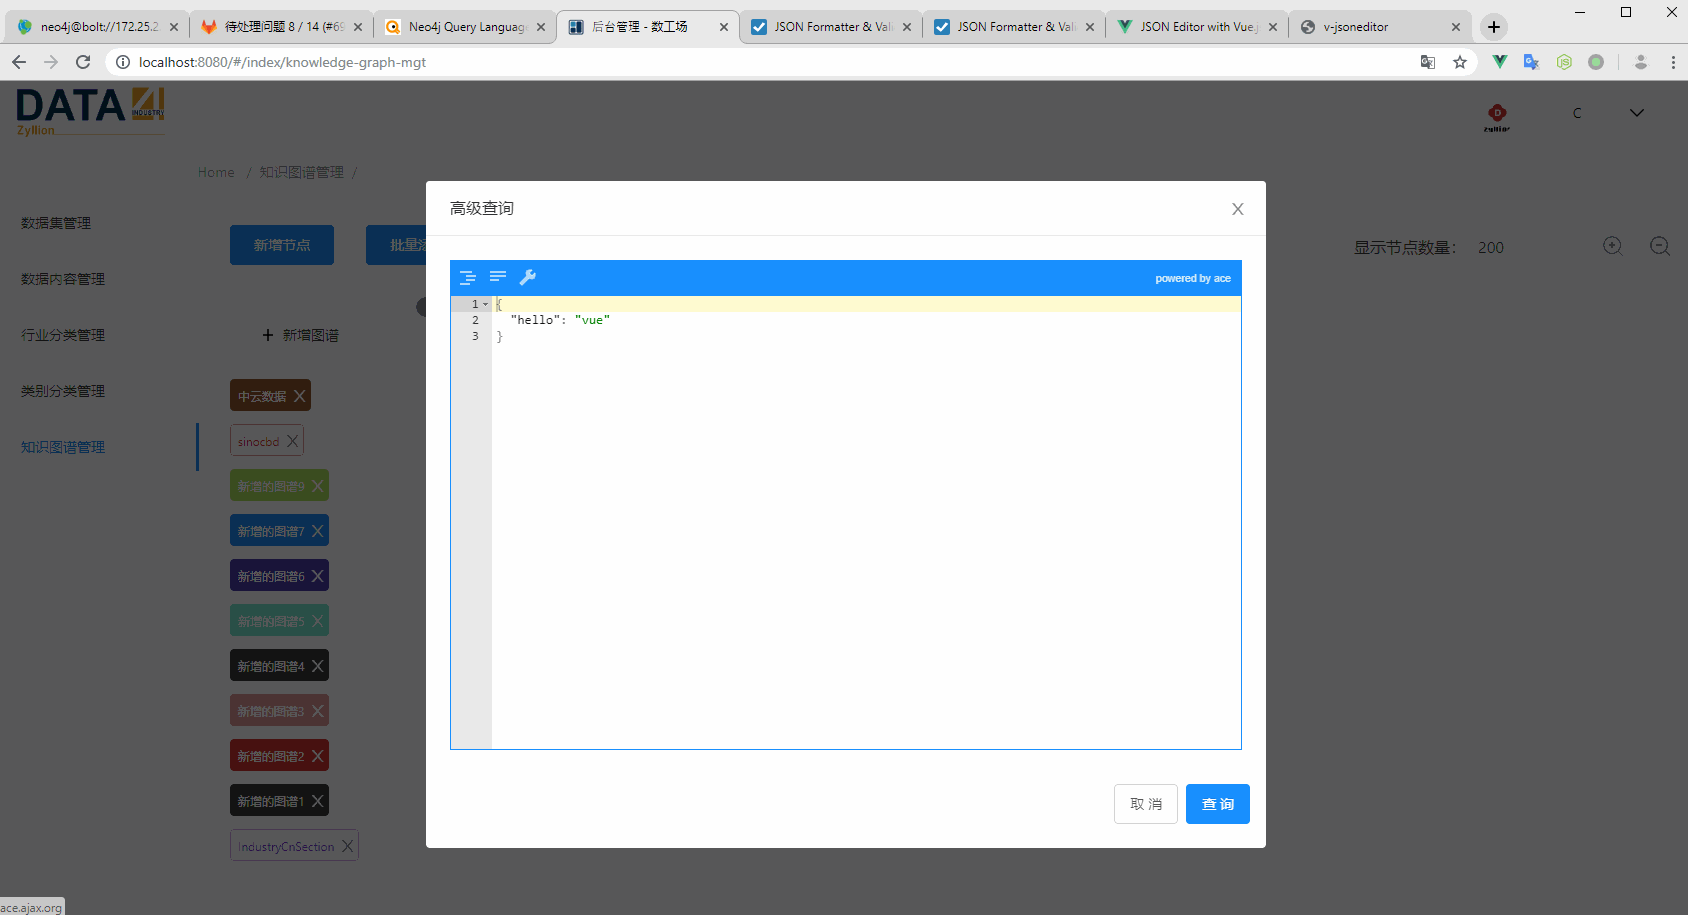 neo4j@bolt://172.25.2
待处理问题 8 / 14 (#69
Neo4j Query Language
后台管理 - 数工场
JSON Formatter & Vali
JSON Formatter & Vali
JSON Editor with Vue.j
v-jsoneditor
localhost:8080/#/index/knowledge-graph-mgt
DATA
INDUSTRY
Zyllion
C
Home / 知识图谱管理 /
数据集管理
数据内容管理
行业分类管理
类别分类管理
知识图谱管理
新增节点
批量
显示节点数量： 200
+ 新增图谱
中云数据 X
sinocbd X
新增的图谱9 X
新增的图谱7 X
新增的图谱6 X
新增的图谱5 X
新增的图谱4 X
新增的图谱3 X
新增的图谱2 X
新增的图谱1 X
IndustryCnSection X
高级查询
X
powered by ace
1 {
2 "hello": "vue"
3 }
取 消
查 询
ace.ajax.org